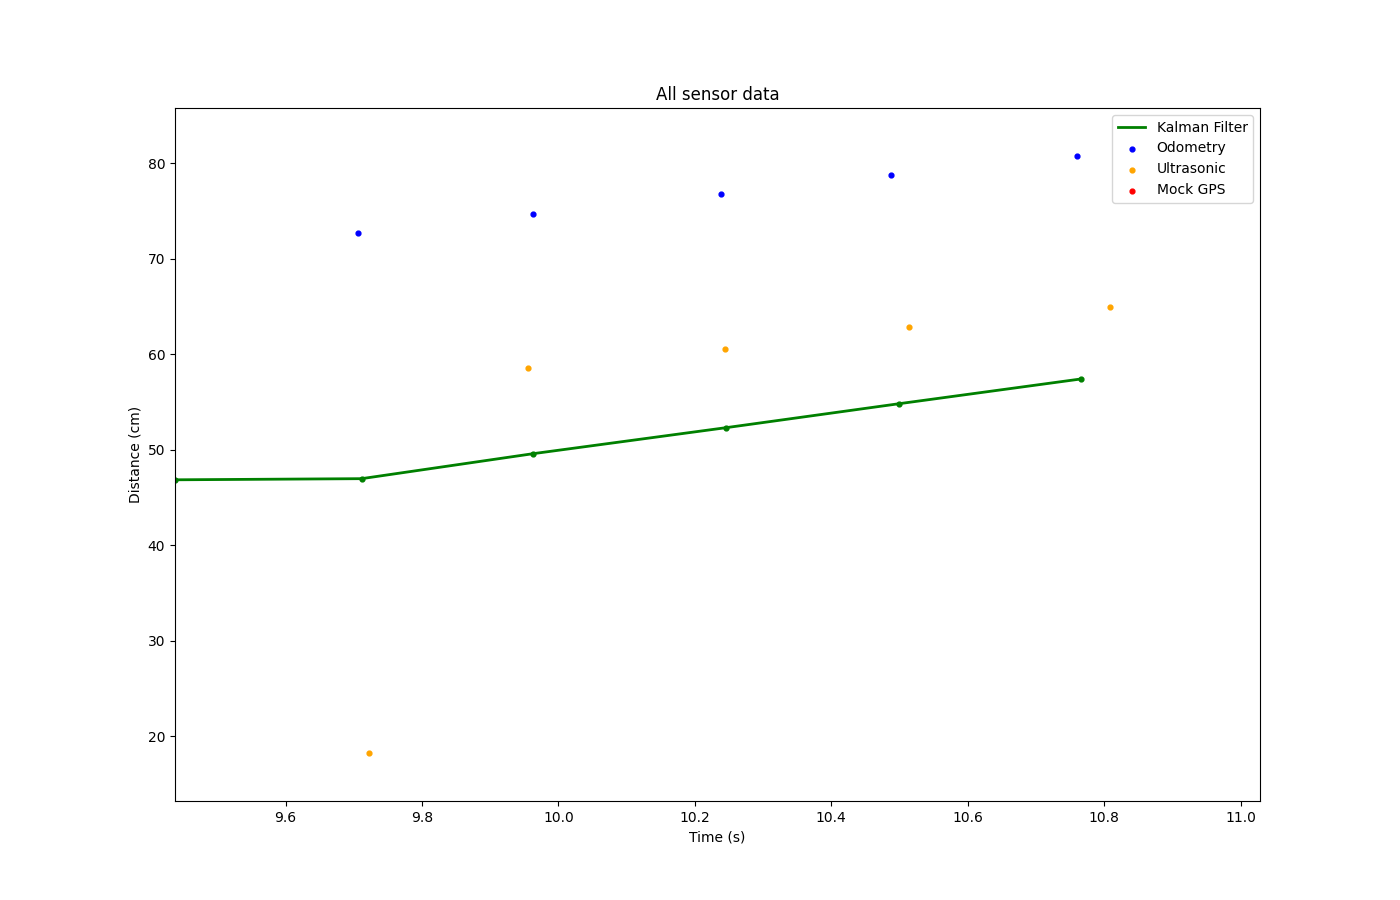 All sensor data
Kalman Filter
Odometry
Ultrasonic
Mock GPS
80
70
60
50
40
30
20
Distance (cm)
9.6 9.8 10.0 10.2 10.4 10.6 10.8 11.0
Time (s)